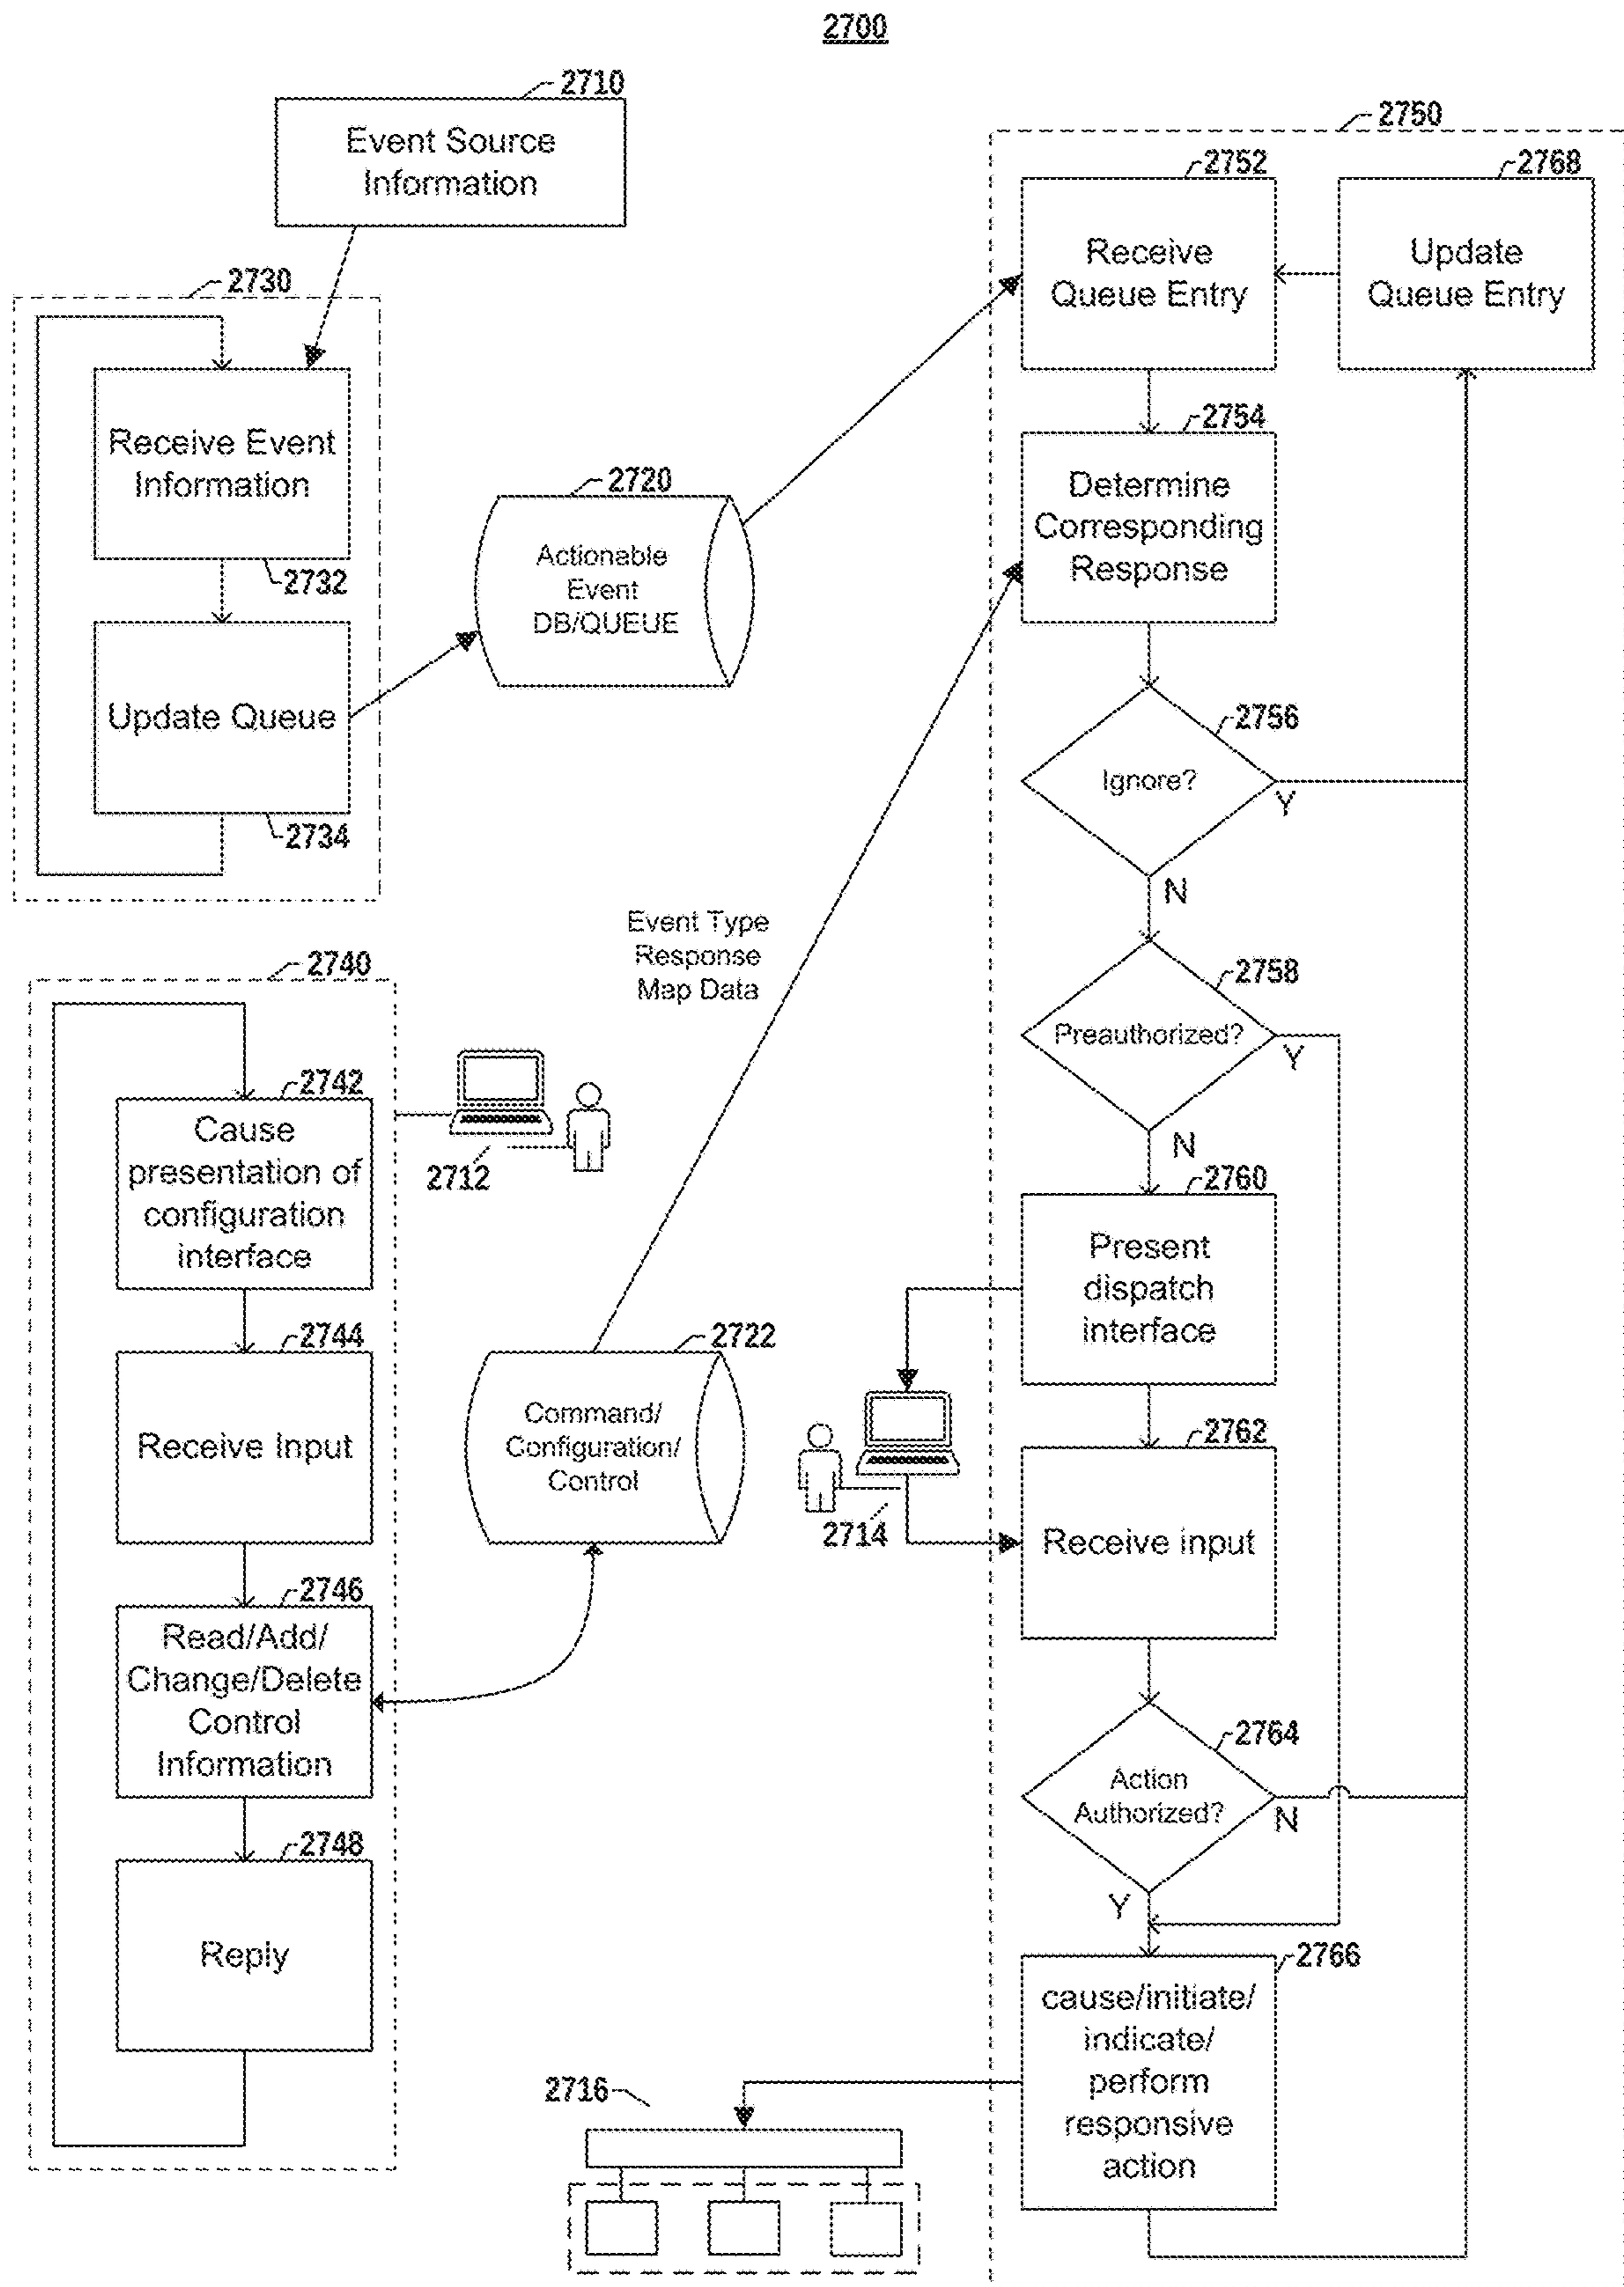 2700
2710
Event Source
Information
2730
Receive Event
Information
2732
Update Queue
2734
2720
Actionable
Event
DB/QUEUE
2740
2742
Cause
presentation of
configuration
interface
2744
Receive Input
2746
Read/Add/
Change/Delete
Control
Information
2748
Reply
2712
Event Type
Response
Map Data
2722
Command/
Configuration/
Control
2714
2716
2750
2752
Receive
Queue Entry
2768
Update
Queue Entry
2754
Determine
Corresponding
Response
2756
Ignore?
Y
N
2758
Preauthorized?
Y
N
2760
Present
dispatch
interface
2762
Receive input
2764
Action
Authorized?
N
Y
2766
cause/initiate/
indicate/
perform
responsive
action